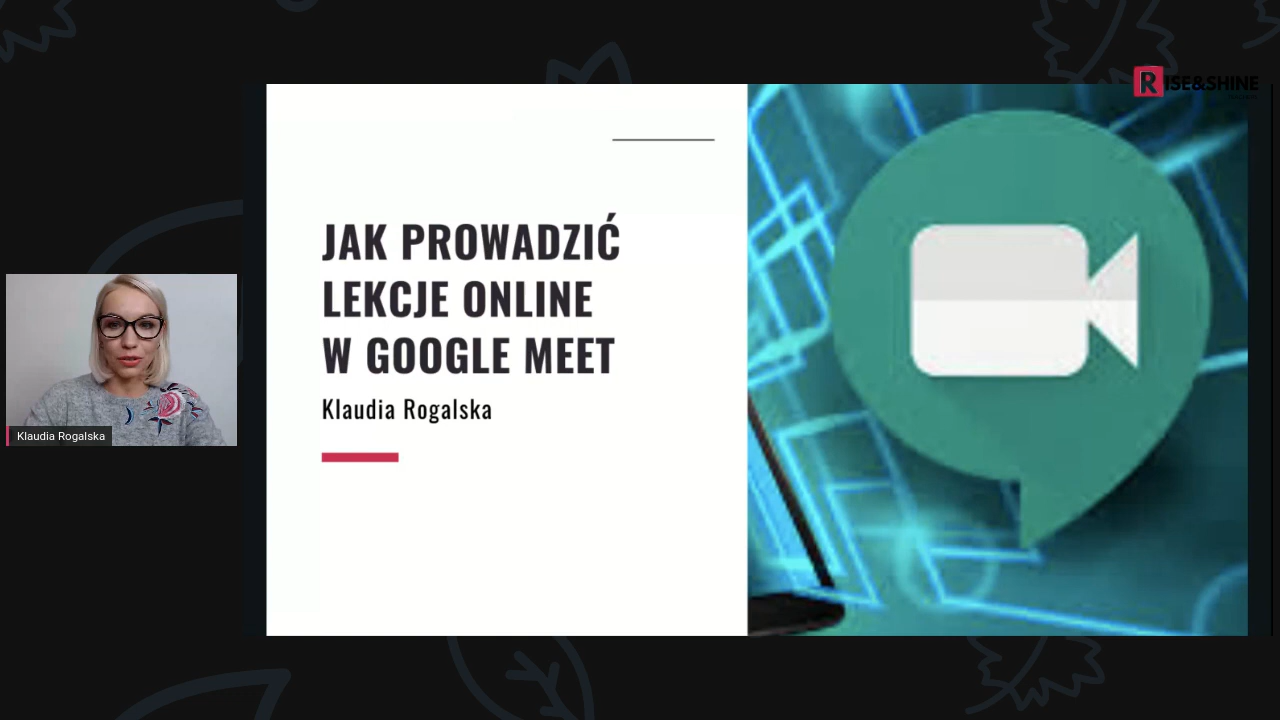 RISE&SHINE
JAK PROWADZIĆ
LEKCJE ONLINE
W GOOGLE MEET
Klaudia Rogalska
Klaudia Rogalska